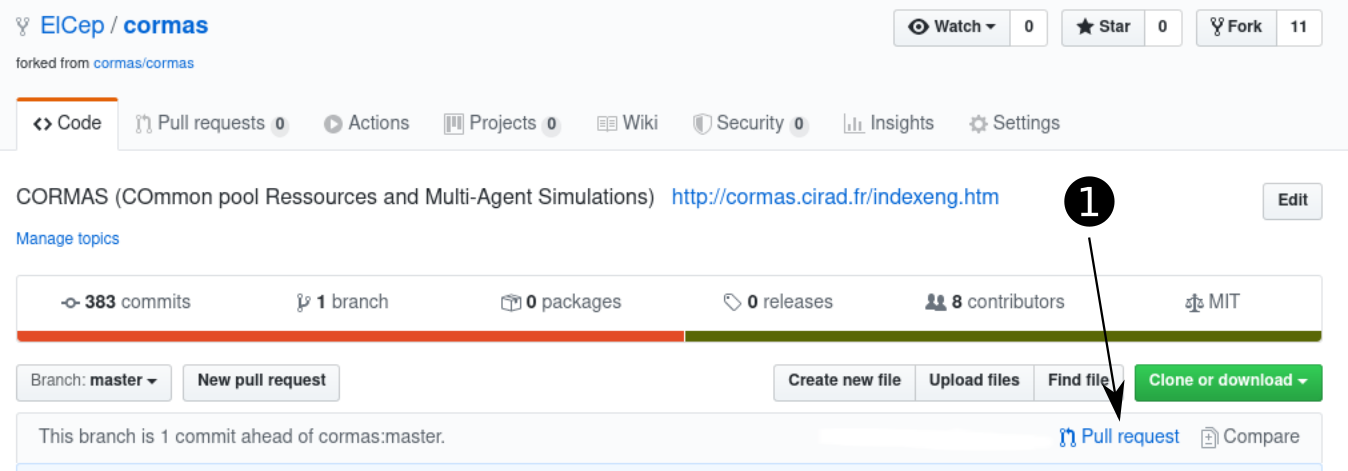 ElCep / cormas
Watch 0 Star 0 Fork 11
forked from cormas/cormas
Code Pull requests 0 Actions Projects 0 Wiki Security 0 Insights Settings
CORMAS (COmmon pool Ressources and Multi-Agent Simulations) http://cormas.cirad.fr/indexeng.htm
1
Edit
Manage topics
383 commits 1 branch 0 packages 0 releases 8 contributors MIT
Branch: master New pull request Create new file Upload files Find file Clone or download
This branch is 1 commit ahead of cormas:master. Pull request Compare